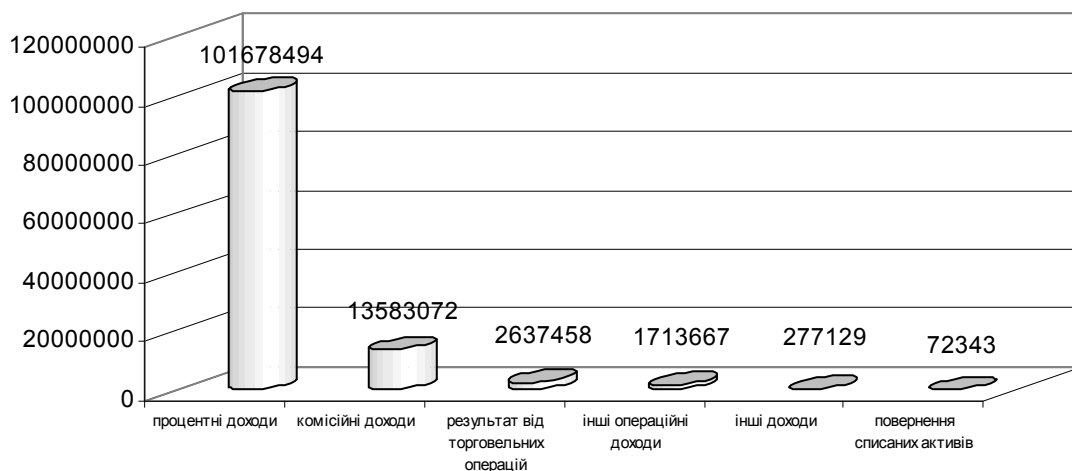 120000000
100000000
80000000
60000000
40000000
20000000
0
101678494
13583072
2637458
1713667
277129
72343
процентні доходи
комісійні доходи
результат від
торговельних
операцій
інші операційні
доходи
інші доходи
повернення
списаних активів